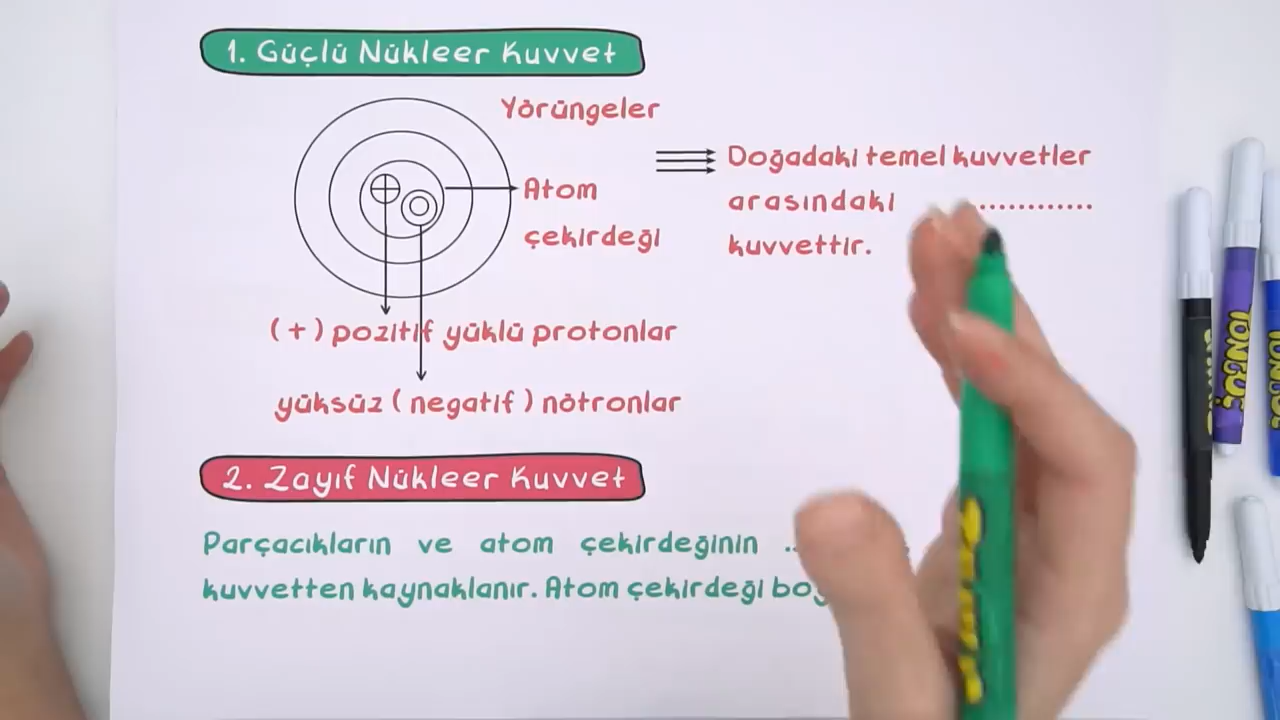 1. Güçlü Nükleer Kuvvet
Yörüngeler
Atom
çekirdeği
Doğadaki temel kuvvetler
arasındaki ............
kuvvettir.
(+) pozitif yüklü protonlar
yüksüz (negatif) nötronlar
2. Zayıf Nükleer Kuvvet
Parçacıkların ve atom çekirdeğinin ..
kuvvetten kaynaklanır. Atom çekirdeği
TONGUÇ